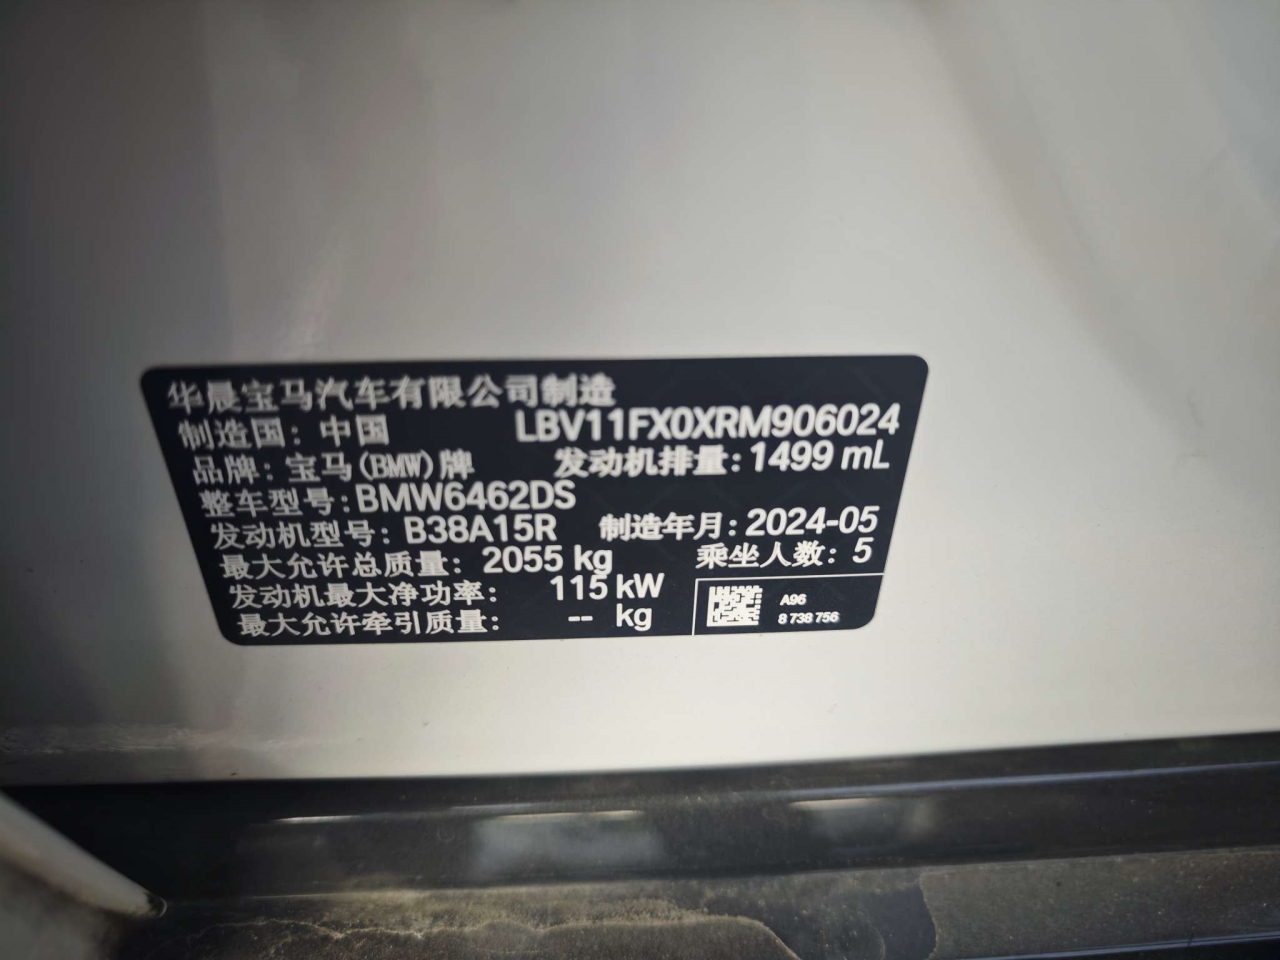 华晨宝马汽车有限公司制造
制造国：中国 LBV11FX0XRM906024
品牌：宝马(BMW)牌 发动机排量：1499 mL
整车型号：BMW6462DS
发动机型号：B38A15R 制造年月：2024-05
最大允许总质量：2055 kg 乘坐人数：5
发动机最大净功率：115 kW
最大允许牵引质量：-- kg
A96
8 738 756